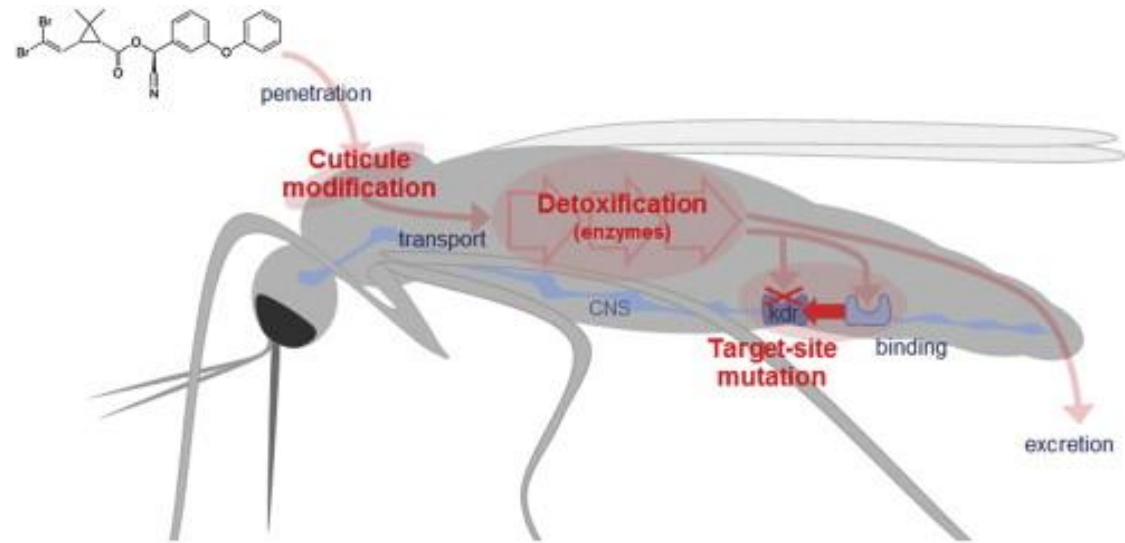 Br
Br
O
O
O
N
penetration
Cuticule
modification
transport
Detoxification
(enzymes)
CNS
kdr
binding
Target-site
mutation
excretion